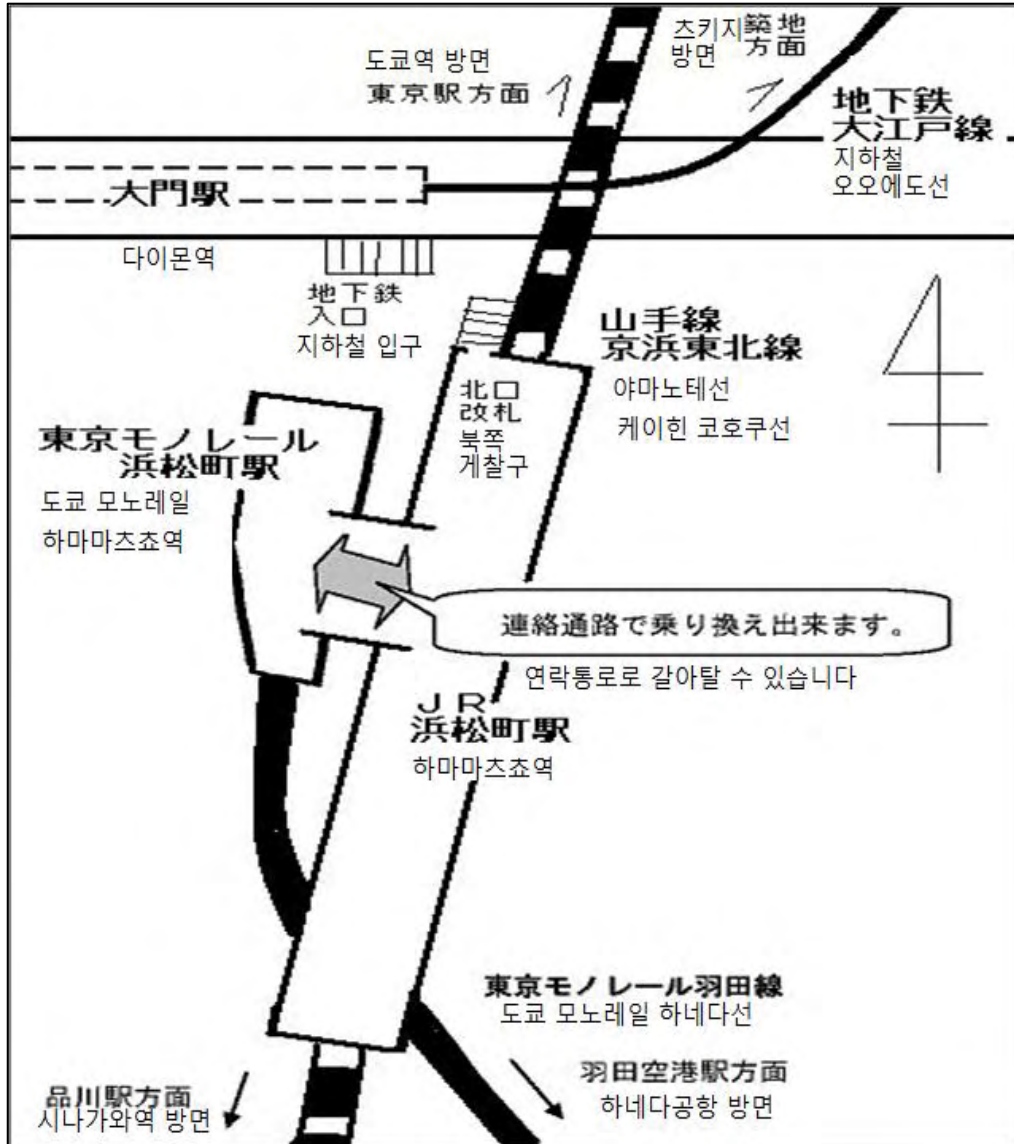 츠키지 築地
방면 方面
도쿄역 방면
東京駅方面
地下鉄
大江戸線
지하철
오오에도선
大門駅
다이몬역
地下鉄
入口
지하철 입구
山手線
京浜東北線
야마노테선
케이힌 코호쿠선
北口
改札
북쪽
게찰구
東京モノレール
浜松町駅
도쿄 모노레일
하마마츠쵸역
連絡通路で乗り換え出来ます。
연락통로로 갈아탈 수 있습니다
JR
浜松町駅
하마마츠쵸역
東京モノレール羽田線
도쿄 모노레일 하네다선
羽田空港駅方面
하네다공항 방면
品川駅方面
시나가와역 방면